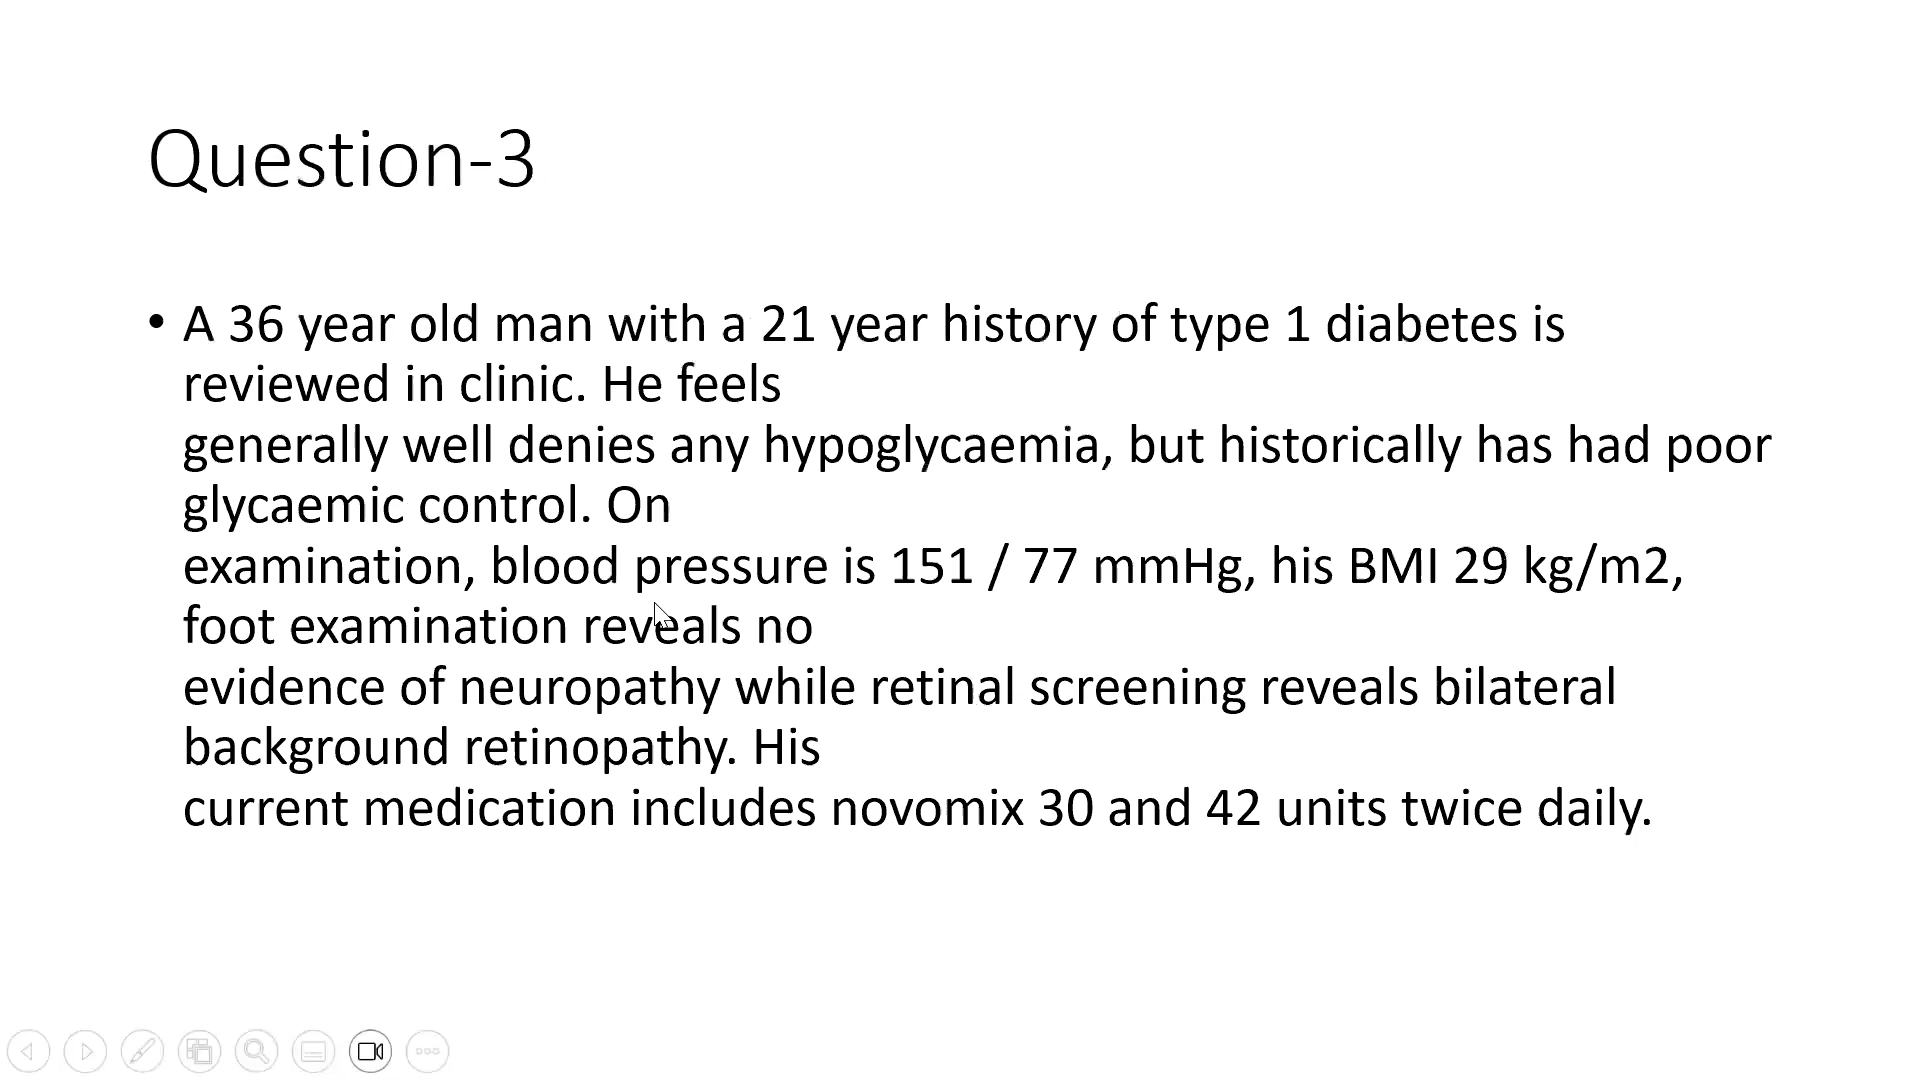 Question-3
• A 36 year old man with a 21 year history of type 1 diabetes is
reviewed in clinic. He feels
generally well denies any hypoglycaemia, but historically has had poor
glycaemic control. On
examination, blood pressure is 151 / 77 mmHg, his BMI 29 kg/m2,
foot examination reveals no
evidence of neuropathy while retinal screening reveals bilateral
background retinopathy. His
current medication includes novomix 30 and 42 units twice daily.